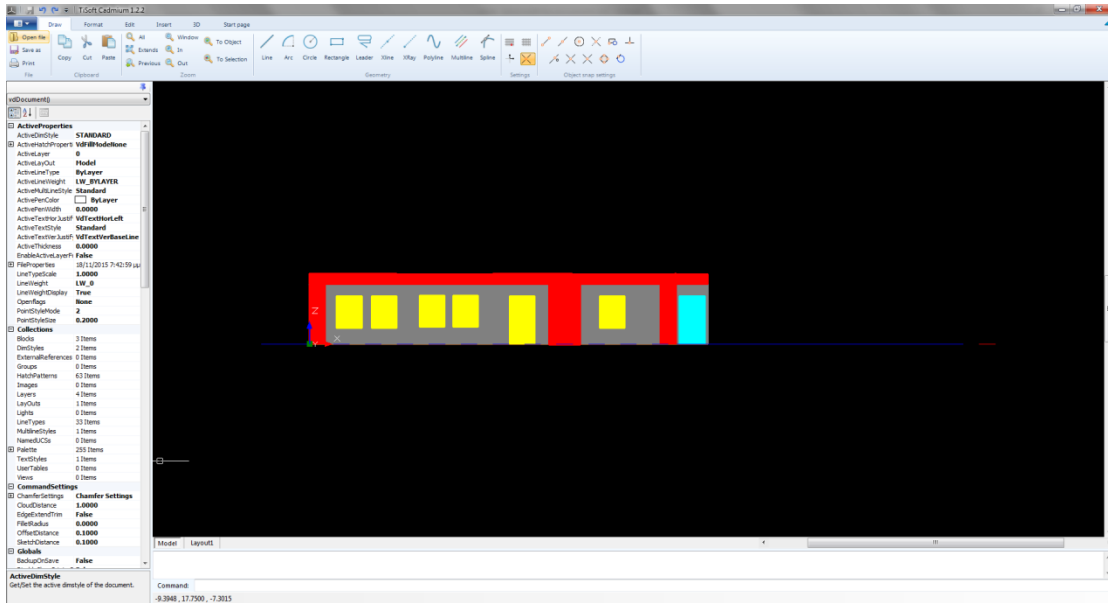 TiSoft Cadmium 1.2.2
Draw Format Edit Insert 3D Start page
Open file
Save as
Print
File
Copy Cut Paste
Clipboard
All Window To Object
Extends In
Previous Out To Selection
Zoom
Line Arc Circle Rectangle Leader Xline XRay Polyline Multiline Spline
Geometry
Settings
Object snap settings
vdDocument()
ActiveProperties
ActiveDimStyle STANDARD
ActiveHatchProperti VdFillModeNone
ActiveLayer 0
ActiveLayOut Model
ActiveLineType ByLayer
ActiveLineWeight LW_BYLAYER
ActiveMultiLineStyle Standard
ActivePenColor ByLayer
ActivePenWidth 0.0000
ActiveTextHorJustif VdTextHorLeft
ActiveTextStyle Standard
ActiveTextVerJustif VdTextVerBaseLine
ActiveThickness 0.0000
EnableActiveLayerF False
FileProperties 18/11/2015 7:42:59 μμ
LineTypeScale 1.0000
LineWeight LW_0
LineWeightDisplay True
Openflags None
PointStyleMode 2
PointStyleSize 0.2000
Collections
Blocks 3 Items
DimStyles 2 Items
ExternalReferences 0 Items
Groups 0 Items
HatchPatterns 63 Items
Images 0 Items
Layers 4 Items
LayOuts 1 Items
Lights 0 Items
LineTypes 33 Items
MultilineStyles 1 Items
NamedUCSs 0 Items
Palette 255 Items
TextStyles 1 Items
UserTables 0 Items
Views 0 Items
CommandSettings
ChamferSettings Chamfer Settings
CloudDistance 1.0000
EdgeExtendTrim False
FilletRadius 0.0000
OffsetDistance 0.1000
SketchDistance 0.1000
Globals
BackupOnSave False
ActiveDimStyle
Get/Set the active dimstyle of the document.
Z
X
Y
Model Layout1
Command:
-9.3948 , 17.7500 , -7.3015